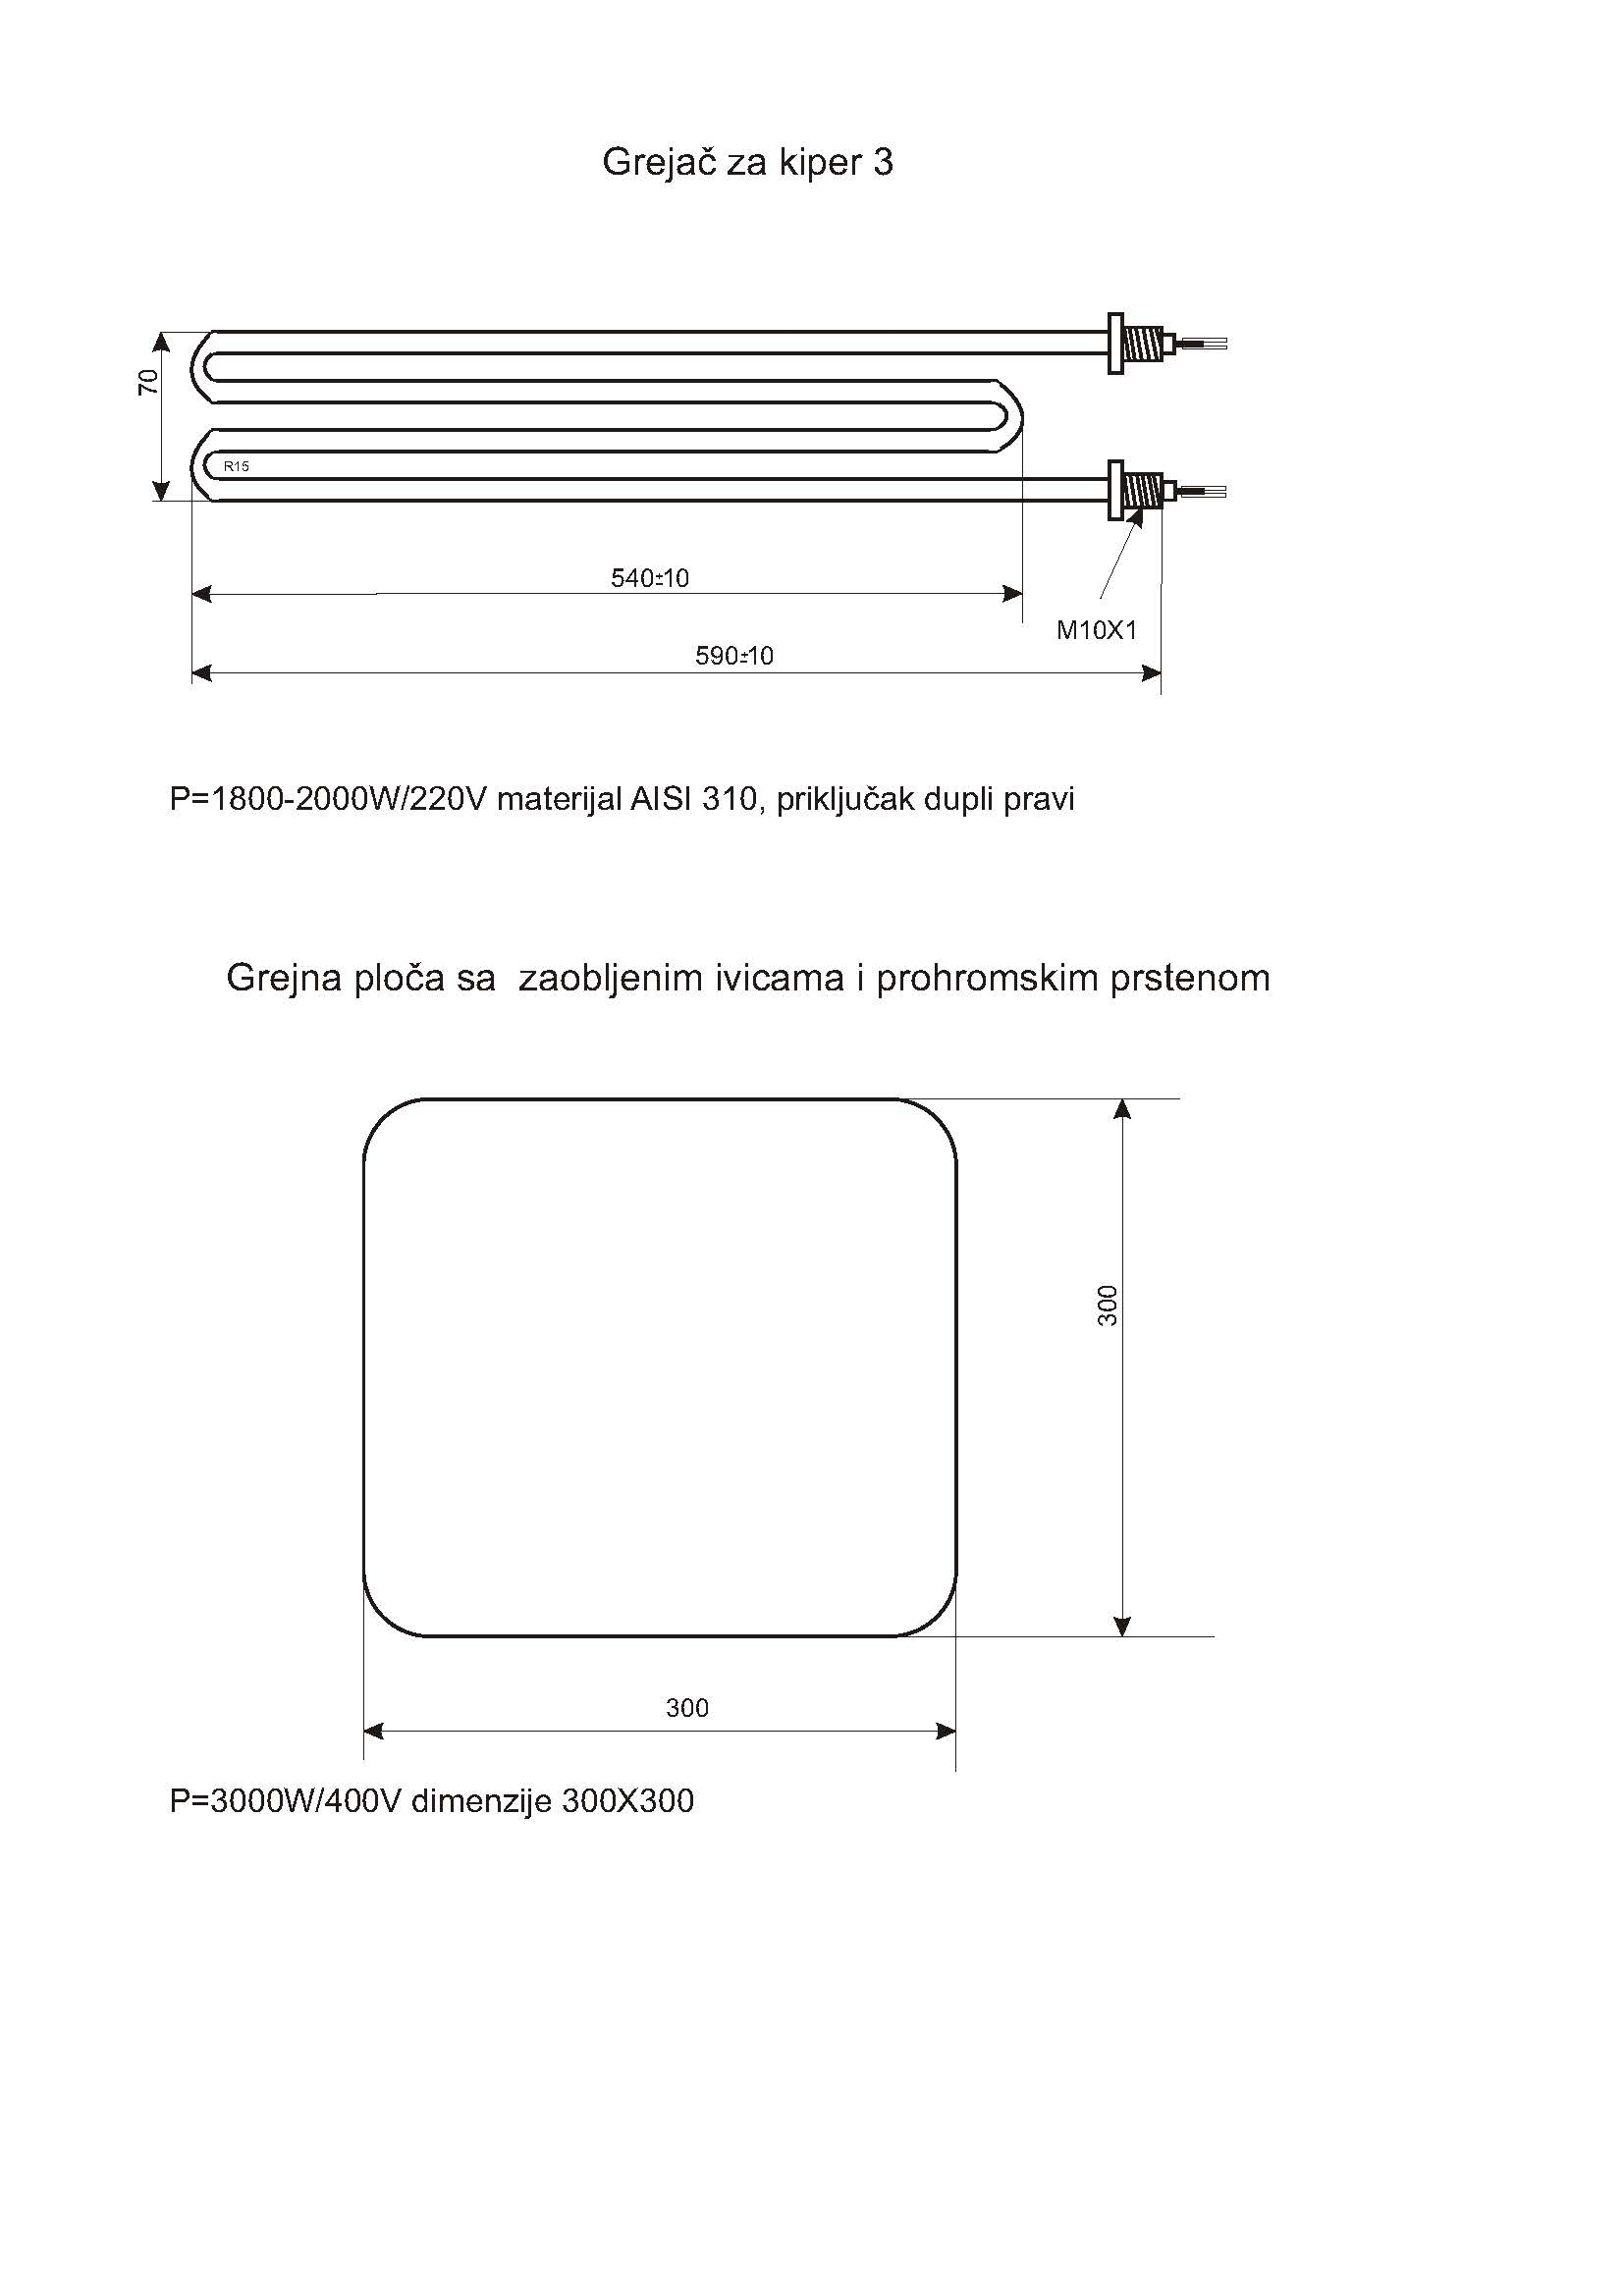 Grejač za kiper 3
70
R15
540±10
M10X1
590±10
P=1800-2000W/220V materijal AISI 310, priključak dupli pravi
Grejna ploča sa  zaobljenim ivicama i prohromskim prstenom
300
300
P=3000W/400V dimenzije 300X300